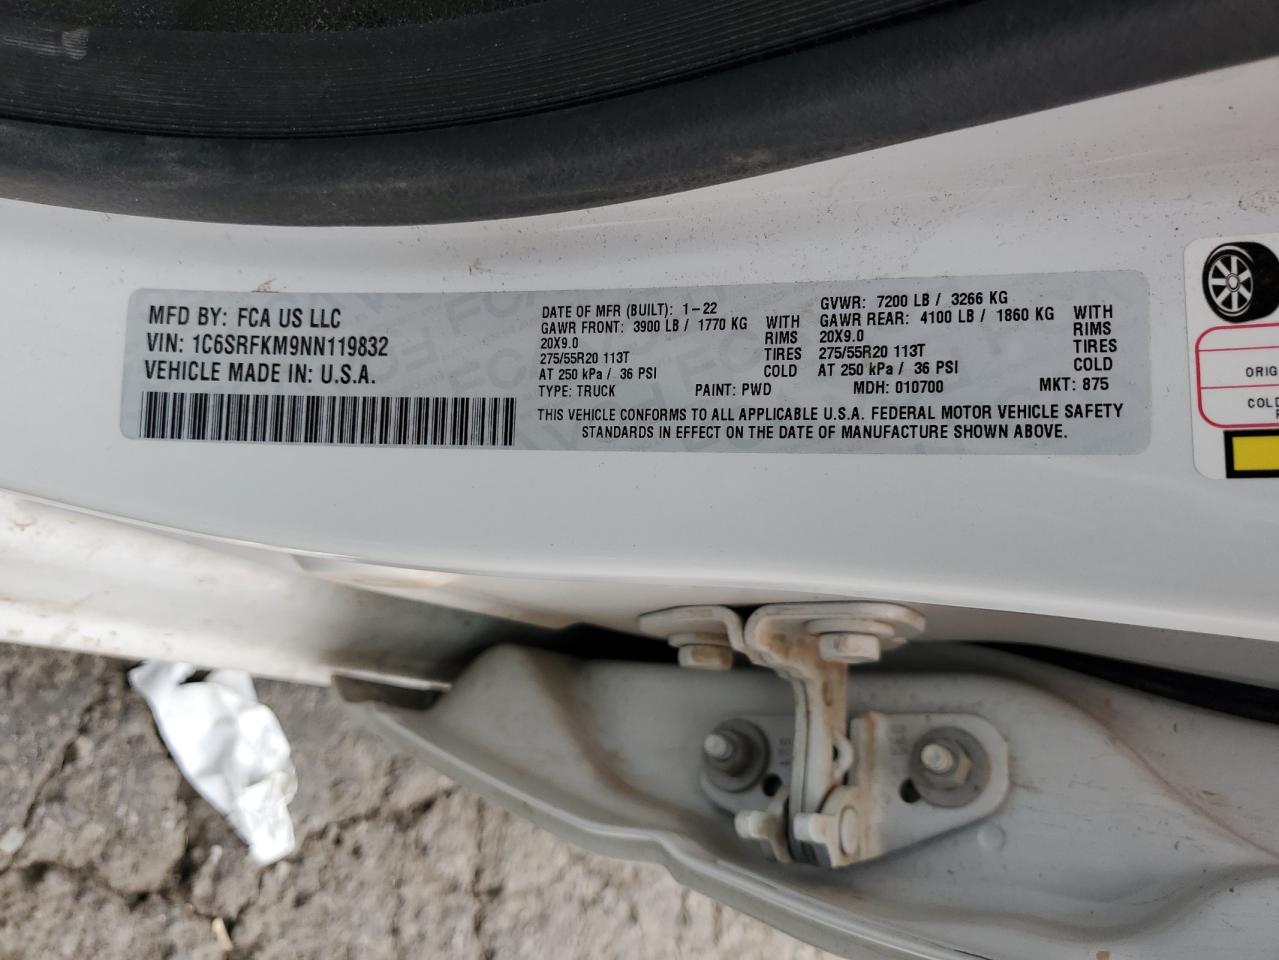 MFD BY: FCA US LLC
VIN: 1C6SRFKM9NN119832
VEHICLE MADE IN: U.S.A.
DATE OF MFR (BUILT): 1-22
GAWR FRONT: 3900 LB / 1770 KG WITH
20X9.0 RIMS
275/55R20 113T TIRES
AT 250 kPa / 36 PSI COLD
GVWR: 7200 LB / 3266 KG
GAWR REAR: 4100 LB / 1860 KG WITH
20X9.0 RIMS
275/55R20 113T TIRES
AT 250 kPa / 36 PSI COLD
TYPE: TRUCK PAINT: PWD MDH: 010700 MKT: 875
THIS VEHICLE CONFORMS TO ALL APPLICABLE U.S.A. FEDERAL MOTOR VEHICLE SAFETY
STANDARDS IN EFFECT ON THE DATE OF MANUFACTURE SHOWN ABOVE.
ORIG
COLD